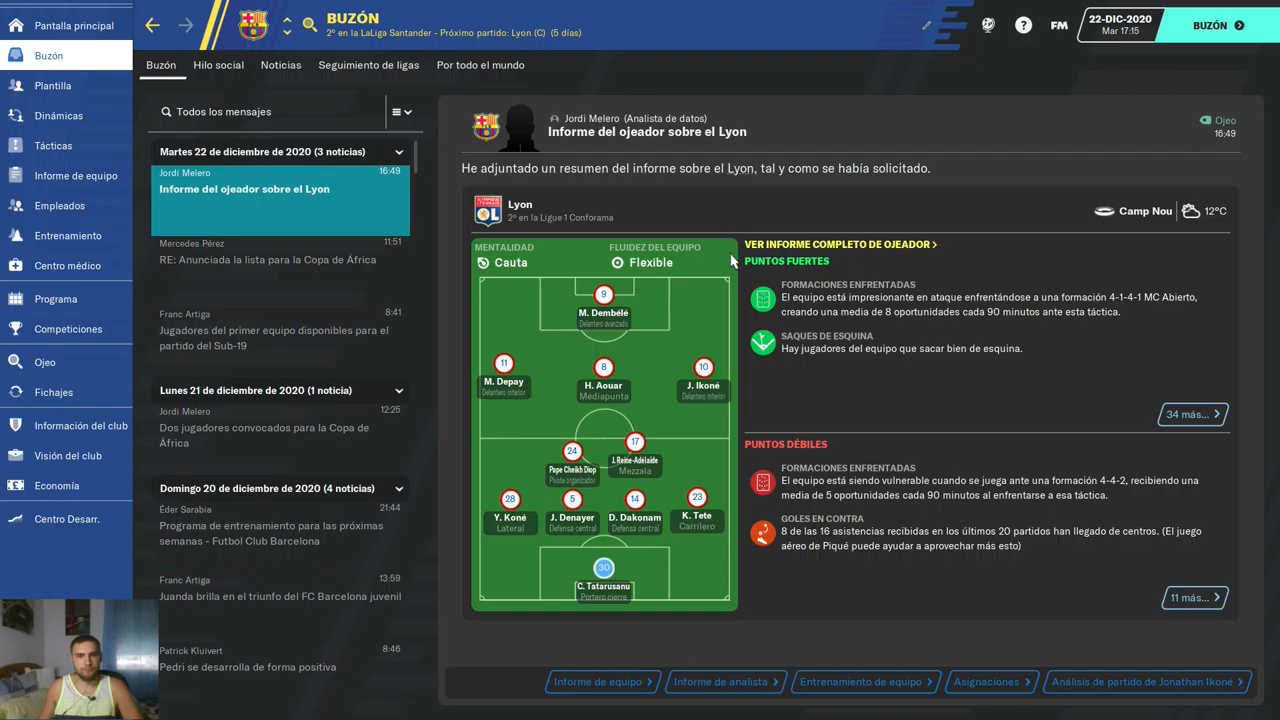 BUZÓN
2º en la LaLiga Santander - Próximo partido: Lyon (C) (5 días)
FM
22-DIC-2020
Mar 17:15
BUZÓN
Pantalla principal
Buzón
Plantilla
Dinámicas
Tácticas
Informe de equipo
Empleados
Entrenamiento
Centro médico
Programa
Competiciones
Ojeo
Fichajes
Información del club
Visión del club
Economía
Centro Desarr.
Buzón
Hilo social
Noticias
Seguimiento de ligas
Por todo el mundo
Todos los mensajes
Martes 22 de diciembre de 2020 (3 noticias)
Jordi Melero 16:49
Informe del ojeador sobre el Lyon
Mercedes Pérez 11:51
RE: Anunciada la lista para la Copa de
África
Franc Artiga 8:41
Jugadores del primer equipo disponibles para el
partido del Sub-19
Lunes 21 de diciembre de 2020 (1 noticia)
Jordi Melero 12:25
Dos jugadores convocados para la Copa de
África
Domingo 20 de diciembre de 2020 (4 noticias)
Éder Sarabia 21:44
Programa de entrenamiento para las próximas
semanas - Futbol Club Barcelona
Franc Artiga 13:59
Juanda brilla en el triunfo del FC Barcelona juvenil
Patrick Kluivert 8:46
Pedri se desarrolla de forma positiva
Jordi Melero (Analista de datos)
Informe del ojeador sobre el Lyon
Ojeo
16:49
He adjuntado un resumen del informe sobre el Lyon, tal y como se había solicitado.
Lyon
2º en la Ligue 1 Conforama
Camp Nou
12°C
MENTALIDAD
Cauta
FLUIDEZ DEL EQUIPO
Flexible
9
M. Dembélé
Delantero avanzado
11
M. Depay
Delantero interior
8
H. Aouar
Mediapunta
10
J. Ikoné
Delantero interior
24
Pape Cheikh Diop
Pivote organizador
17
J. Reine-Adélaïde
Mezzala
28
Y. Koné
Lateral
5
J. Denayer
Defensa central
14
D. Dakonam
Defensa central
23
K. Tete
Carrilero
30
C. Tatarusanu
Portero cierre
VER INFORME COMPLETO DE OJEADOR >
PUNTOS FUERTES
FORMACIONES ENFRENTADAS
El equipo está impresionante en ataque enfrentándose a una formación 4-1-4-1 MC Abierto,
creando una media de 8 oportunidades cada 90 minutos ante esta táctica.
SAQUES DE ESQUINA
Hay jugadores del equipo que sacar bien de esquina.
34 más... >
PUNTOS DÉBILES
FORMACIONES ENFRENTADAS
El equipo está siendo vulnerable cuando se juega ante una formación 4-4-2, recibiendo una
media de 5 oportunidades cada 90 minutos al enfrentarse a esa táctica.
GOLES EN CONTRA
8 de las 16 asistencias recibidas en los últimos 20 partidos han llegado de centros. (El juego
aéreo de Piqué puede ayudar a aprovechar más esto)
11 más... >
Informe de equipo >
Informe de analista >
Entrenamiento de equipo >
Asignaciones >
Análisis de partido de Jonathan Ikoné >